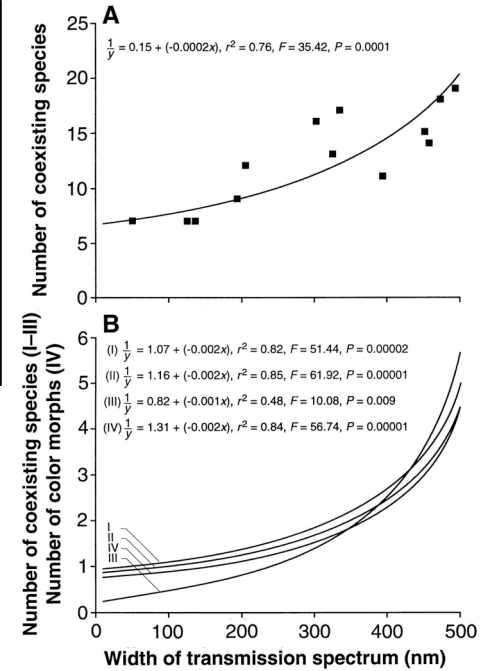 A
25
1/y = 0.15 + (-0.0002x), r² = 0.76, F = 35.42, P = 0.0001
20
15
10
5
0
Number of coexisting species
B
6
(I) 1/y = 1.07 + (-0.002x), r² = 0.82, F = 51.44, P = 0.00002
(II) 1/y = 1.16 + (-0.002x), r² = 0.85, F = 61.92, P = 0.00001
(III) 1/y = 0.82 + (-0.001x), r² = 0.48, F = 10.08, P = 0.009
(IV) 1/y = 1.31 + (-0.002x), r² = 0.84, F = 56.74, P = 0.00001
5
4
3
2
1
0
I
II
IV
III
Number of coexisting species (I–III)
Number of color morphs (IV)
0 100 200 300 400 500
Width of transmission spectrum (nm)